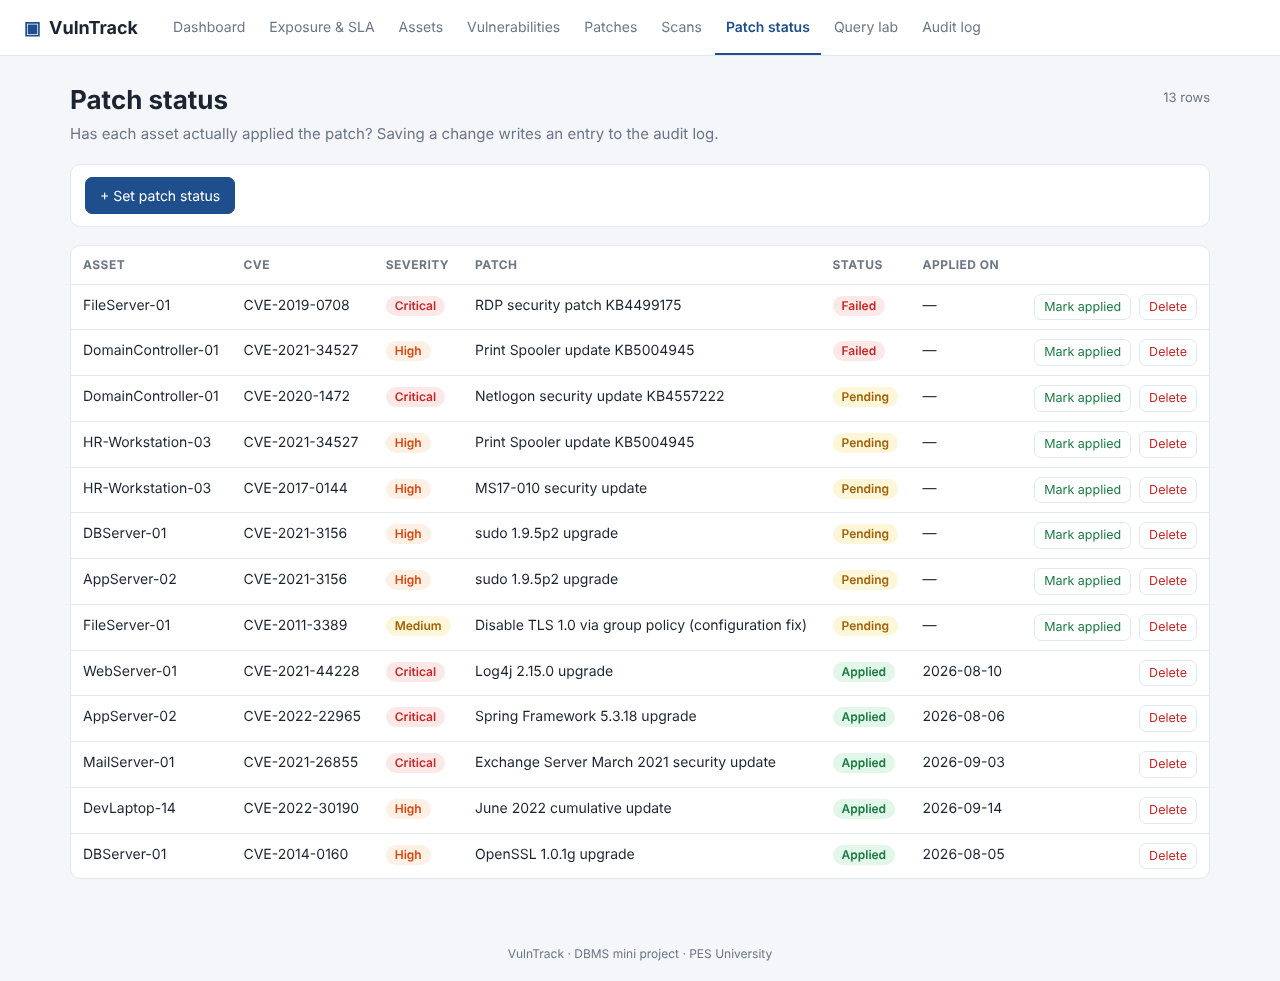 VulnTrack Dashboard Exposure & SLA Assets Vulnerabilities Patches Scans Patch status Query lab Audit log
Patch status 13 rows
Has each asset actually applied the patch? Saving a change writes an entry to the audit log.
+ Set patch status
ASSET CVE SEVERITY PATCH STATUS APPLIED ON
FileServer-01 CVE-2019-0708 Critical RDP security patch KB4499175 Failed — Mark applied Delete
DomainController-01 CVE-2021-34527 High Print Spooler update KB5004945 Failed — Mark applied Delete
DomainController-01 CVE-2020-1472 Critical Netlogon security update KB4557222 Pending — Mark applied Delete
HR-Workstation-03 CVE-2021-34527 High Print Spooler update KB5004945 Pending — Mark applied Delete
HR-Workstation-03 CVE-2017-0144 High MS17-010 security update Pending — Mark applied Delete
DBServer-01 CVE-2021-3156 High sudo 1.9.5p2 upgrade Pending — Mark applied Delete
AppServer-02 CVE-2021-3156 High sudo 1.9.5p2 upgrade Pending — Mark applied Delete
FileServer-01 CVE-2011-3389 Medium Disable TLS 1.0 via group policy (configuration fix) Pending — Mark applied Delete
WebServer-01 CVE-2021-44228 Critical Log4j 2.15.0 upgrade Applied 2026-08-10 Delete
AppServer-02 CVE-2022-22965 Critical Spring Framework 5.3.18 upgrade Applied 2026-08-06 Delete
MailServer-01 CVE-2021-26855 Critical Exchange Server March 2021 security update Applied 2026-09-03 Delete
DevLaptop-14 CVE-2022-30190 High June 2022 cumulative update Applied 2026-09-14 Delete
DBServer-01 CVE-2014-0160 High OpenSSL 1.0.1g upgrade Applied 2026-08-05 Delete
VulnTrack · DBMS mini project · PES University